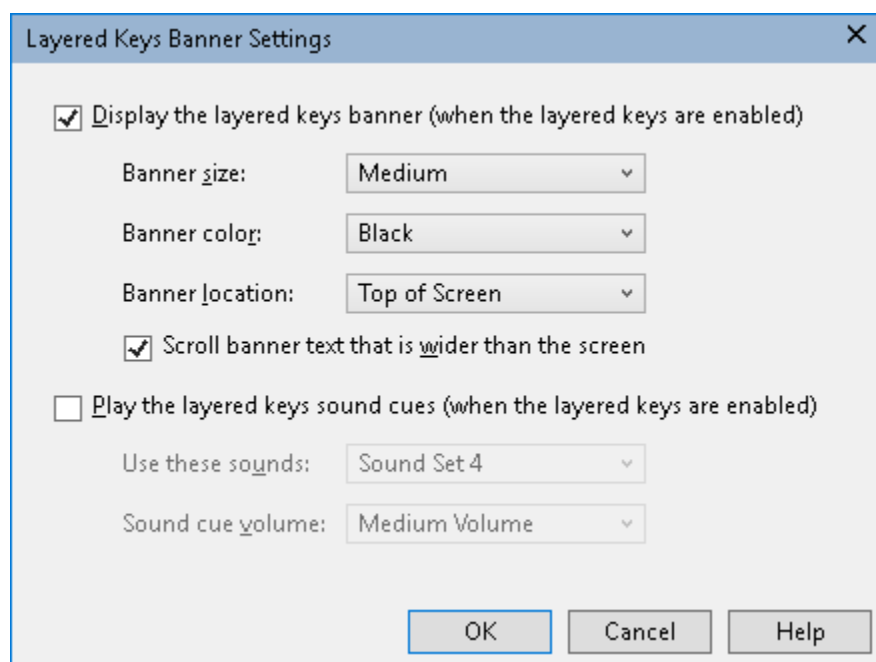 Layered Keys Banner Settings
Display the layered keys banner (when the layered keys are enabled)
Banner size: Medium
Banner color: Black
Banner location: Top of Screen
Scroll banner text that is wider than the screen
Play the layered keys sound cues (when the layered keys are enabled)
Use these sounds: Sound Set 4
Sound cue volume: Medium Volume
OK Cancel Help